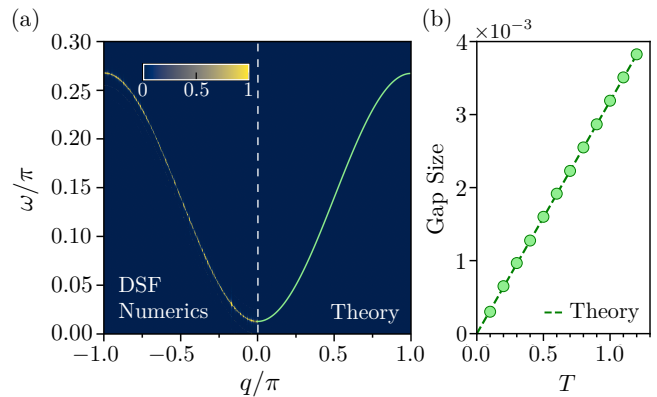 (a)
0.30
0.25
0.20
0.15
0.10
0.05
0.00
ω/π
0 0.5 1
DSF
Numerics
Theory
−1.0 −0.5 0.0 0.5 1.0
q/π
(b)
×10⁻³
4
3
2
1
0
Gap Size
Theory
0.0 0.5 1.0
T